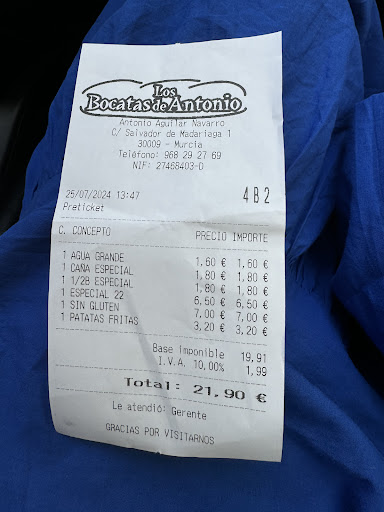 Los
Bocatas de Antonio
Antonio Aguilar Navarro
C/ Salvador de Madariaga 1
30009 - Murcia
Teléfono: 968 29 27 69
NIF: 27468403-D
25/07/2024 13:47 4B2
Preticket
C. CONCEPTO PRECIO IMPORTE
1 AGUA GRANDE 1,60 € 1,60 €
1 CAÑA ESPECIAL 1,80 € 1,80 €
1 1/2B ESPECIAL 1,80 € 1,80 €
1 ESPECIAL 22 6,50 € 6,50 €
1 SIN GLUTEN 7,00 € 7,00 €
1 PATATAS FRITAS 3,20 € 3,20 €
Base Imponible 19,91
I.V.A. 10,00% 1,99
Total: 21,90 €
Le atendió: Gerente
GRACIAS POR VISITARNOS